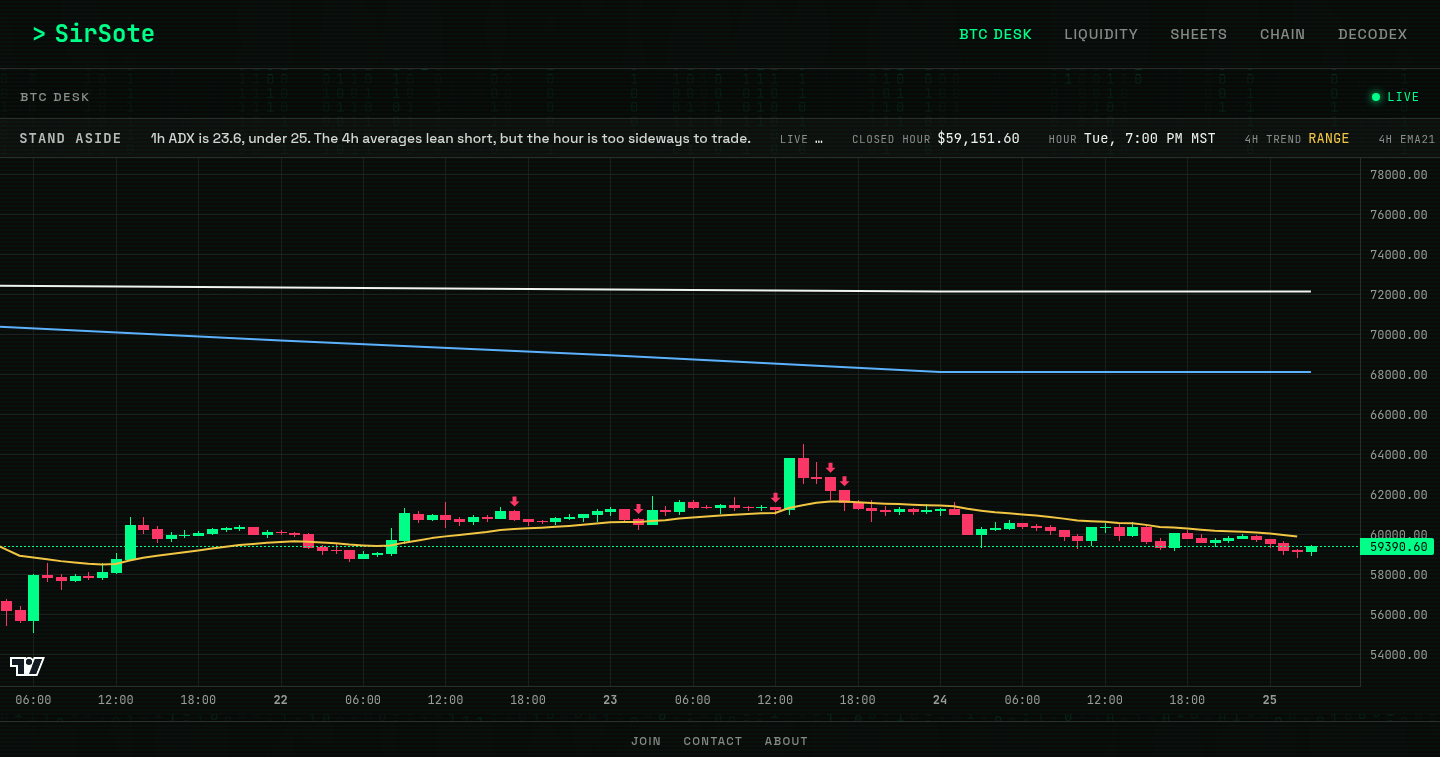 > SirSote
BTC DESK LIQUIDITY SHEETS CHAIN DECODEX
BTC DESK
LIVE
STAND ASIDE 1h ADX is 23.6, under 25. The 4h averages lean short, but the hour is too sideways to trade. LIVE … CLOSED HOUR $59,151.60 HOUR Tue, 7:00 PM MST 4H TREND RANGE 4H EMA21
78000.00
76000.00
74000.00
72000.00
70000.00
68000.00
66000.00
64000.00
62000.00
60000.00
59390.60
58000.00
56000.00
54000.00
06:00 12:00 18:00 22 06:00 12:00 18:00 23 06:00 12:00 18:00 24 06:00 12:00 18:00 25
JOIN CONTACT ABOUT